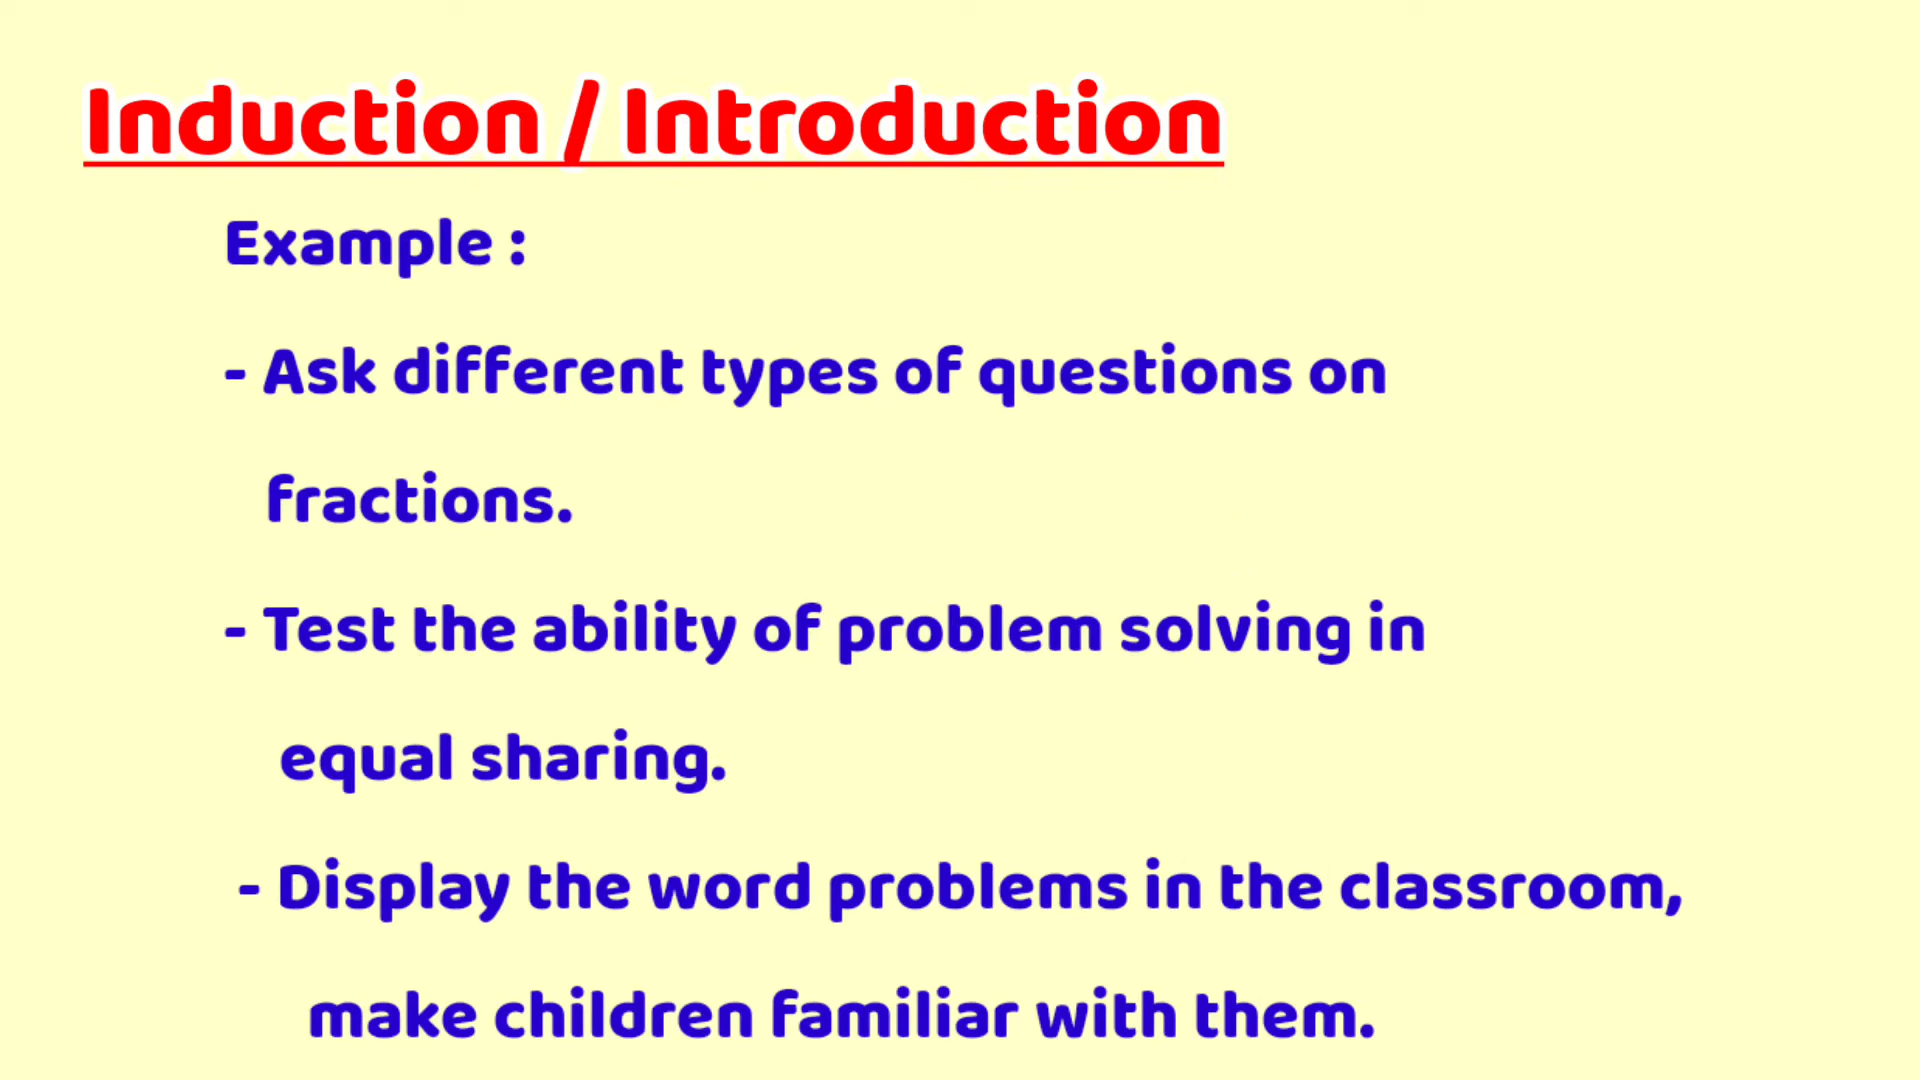 Induction / Introduction
Example :
- Ask different types of questions on
fractions.
- Test the ability of problem solving in
equal sharing.
- Display the word problems in the classroom,
make children familiar with them.